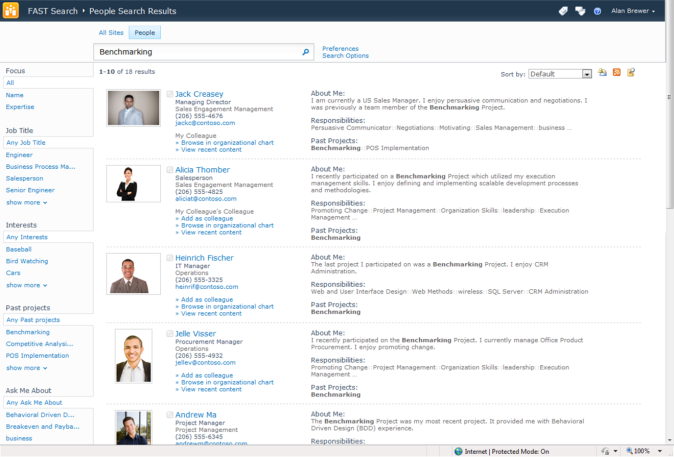 FAST Search ▸ People Search Results
Alan Brewer
All Sites
People
Benchmarking
Preferences
Search Options
1-10 of 18 results
Sort by: Default
Focus
All
Name
Expertise
Job Title
Any Job Title
Engineer
Business Process Ma...
Salesperson
Senior Engineer
show more
Interests
Any Interests
Baseball
Bird Watching
Cars
show more
Past projects
Any Past projects
Benchmarking
Competitive Analysi...
POS Implementation
show more
Ask Me About
Any Ask Me About
Behavioral Driven D...
Breakeven and Payba...
business
Jack Creasey
Managing Director
Sales Engagement Management
(206) 555-4676
jackc@contoso.com
My Colleague
» Browse in organizational chart
» View recent content
About Me:
I am currently a US Sales Manager. I enjoy persuasive communication and negotiations. I
was previously a team member of the Benchmarking Project.
Responsibilities:
Persuasive Communicator · Negotiations · Motivating · Sales Management · business ...
Past Projects:
Benchmarking · POS Implementation
Alicia Thomber
Salesperson
Sales Engagement Management
(206) 555-4825
aliciat@contoso.com
My Colleague's Colleague
» Add as colleague
» Browse in organizational chart
» View recent content
About Me:
I recently participated on a Benchmarking Project which utilized my execution
management skills. I enjoy defining and implementing scalable development processes
and methodologies.
Responsibilities:
Promoting Change · Project Management · Organization Skills · leadership · Execution
Management ...
Past Projects:
Benchmarking
Heinrich Fischer
IT Manager
Operations
(206) 555-3325
heinrif@contoso.com
» Add as colleague
» Browse in organizational chart
» View recent content
About Me:
The last project I participated on was a Benchmarking Project. I enjoy CRM
Administration.
Responsibilities:
Web and User Interface Design · Web Methods · wireless · SQL Server · CRM Administration
Past Projects:
Benchmarking
Jelle Visser
Procurement Manager
Operations
(206) 555-4932
jellev@contoso.com
» Add as colleague
» Browse in organizational chart
» View recent content
About Me:
I recently participated on the Benchmarking Project. I currently manage Office Product
Procurement. I enjoy promoting change.
Responsibilities:
Promoting Change · Project Management · Organization Skills · leadership · Execution
Management ...
Past Projects:
Benchmarking
Andrew Ma
Project Manager
Project Management
(206) 555-6345
andrewm@contoso.com
About Me:
The Benchmarking Project was my most recent project. It provided me with Behavioral
Driven Design (BDD) experience.
Responsibilities:
Internet | Protected Mode: On
100%